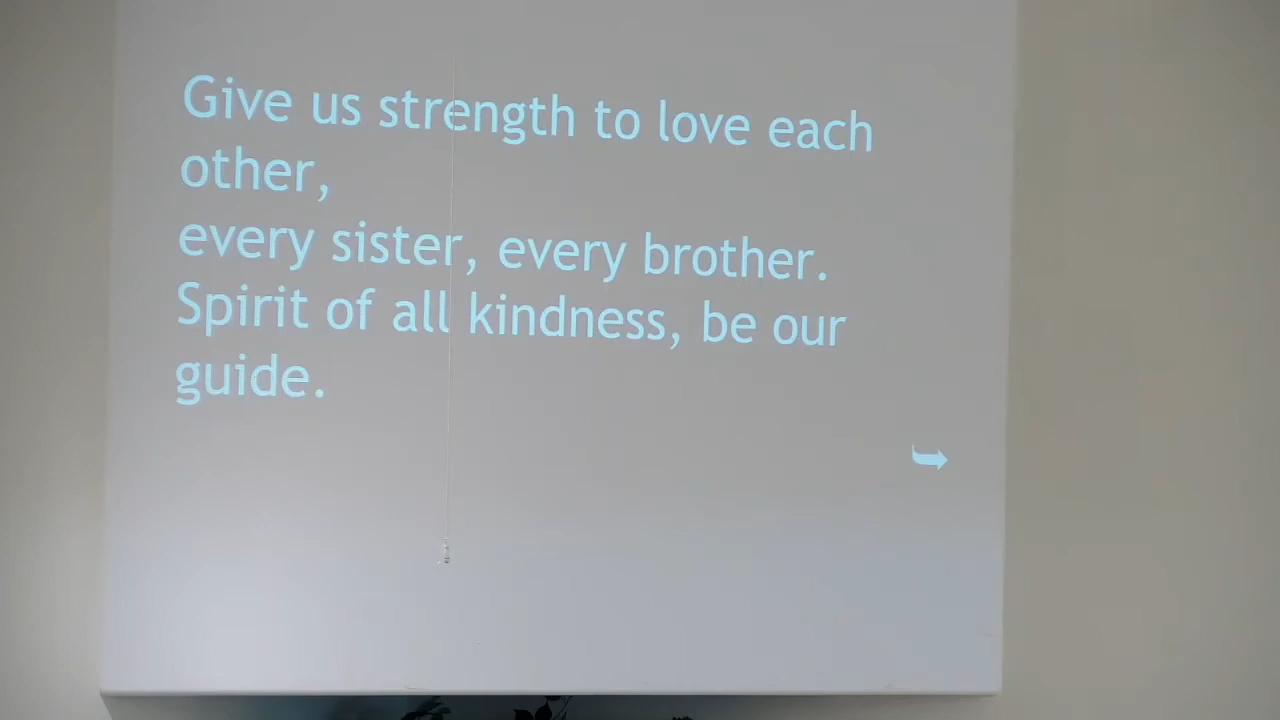 Give us strength to love each
other,
every sister, every brother.
Spirit of all kindness, be our
guide.